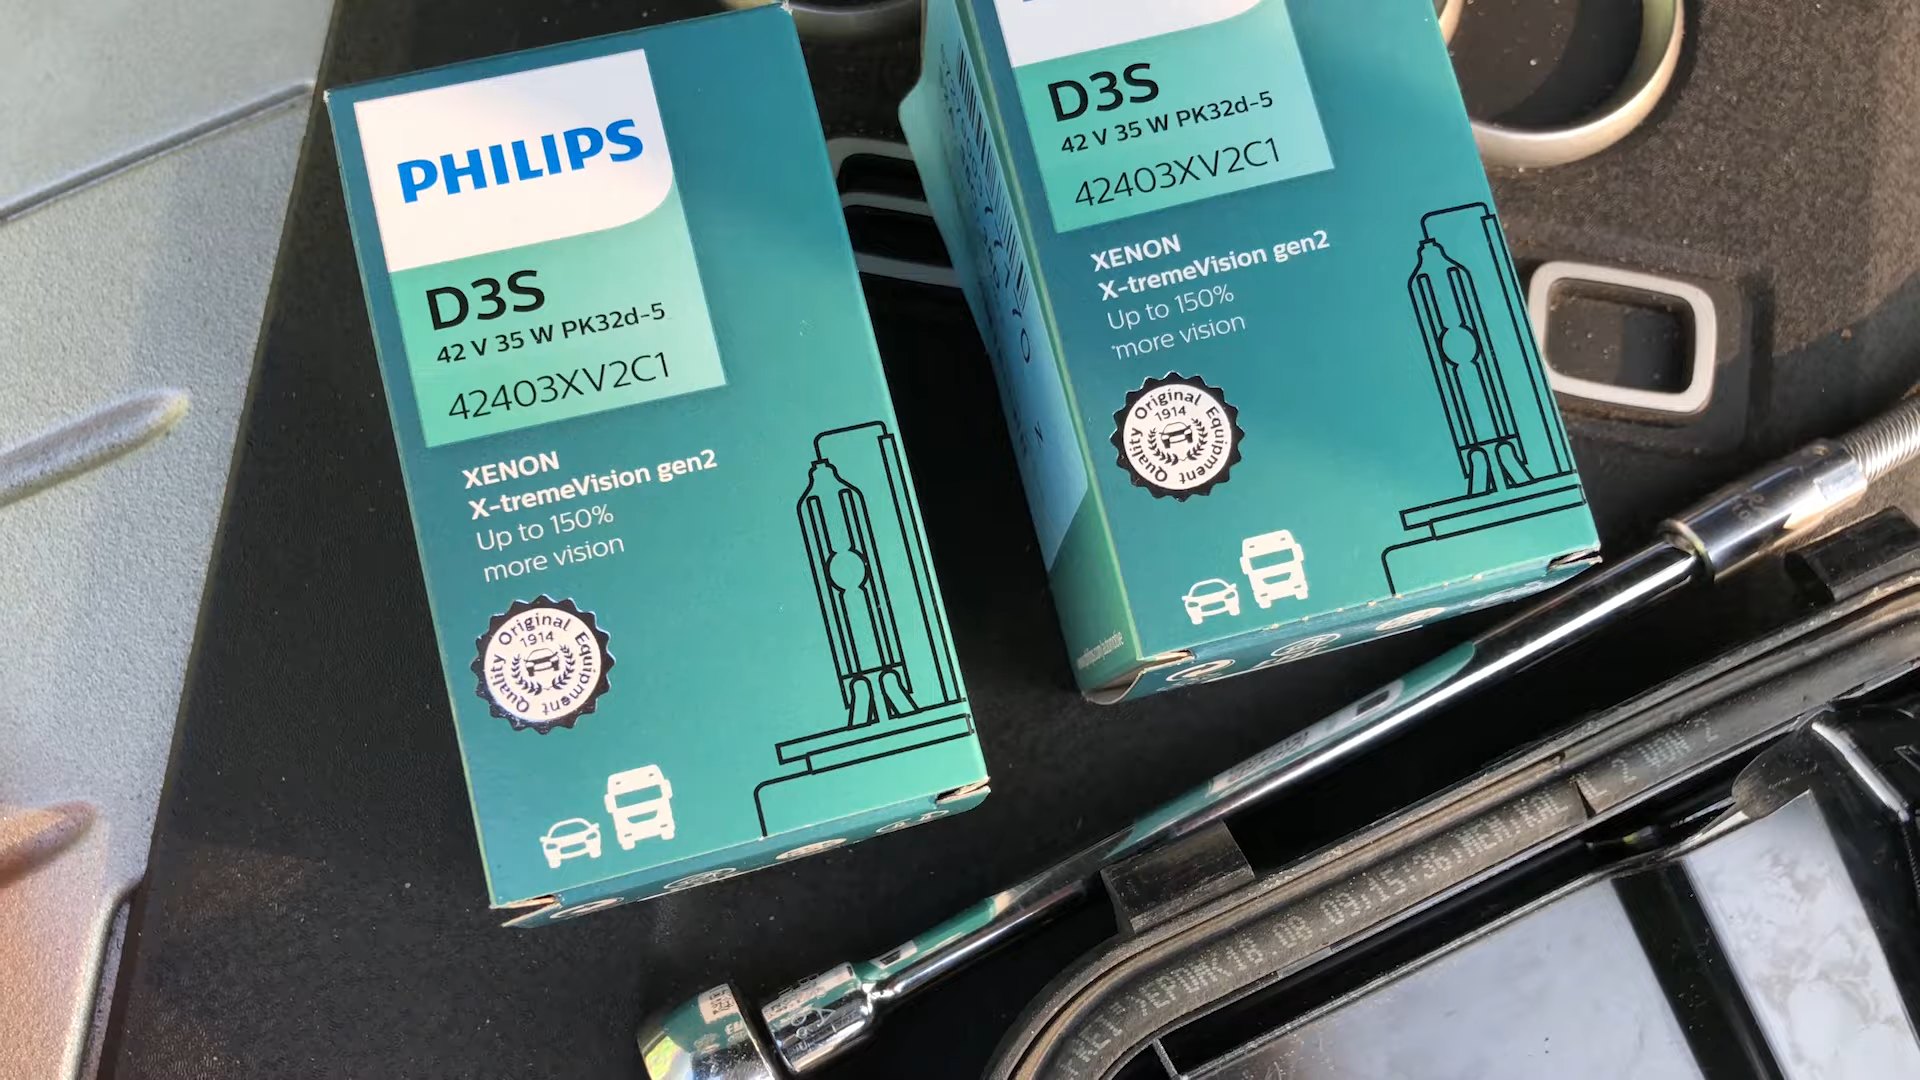 PHILIPS
D3S
42 V 35 W PK32d-5
42403XV2C1
XENON
X-tremeVision gen2
Up to 150%
more vision
Quality Original Equipment
1914
D3S
42 V 35 W PK32d-5
42403XV2C1
XENON
X-tremeVision gen2
Up to 150%
*more vision
Quality Original Equipment
1914